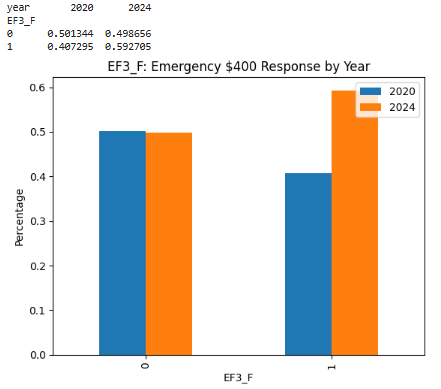 year 2020 2024
EF3_F
0 0.501344 0.498656
1 0.407295 0.592705
EF3_F: Emergency $400 Response by Year
2020
2024
0.6
0.5
0.4
0.3
0.2
0.1
0.0
Percentage
0
1
EF3_F